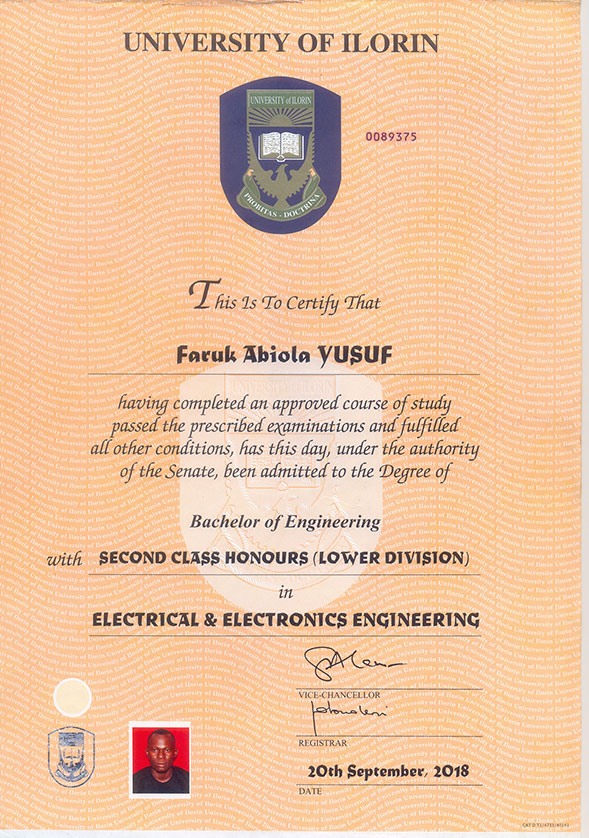 UNIVERSITY OF ILORIN
UNIVERSITY of ILORIN
0089375
PROBITAS - DOCTRINA
This Is To Certify That
Faruk Abiola YUSUF
having completed an approved course of study
passed the prescribed examinations and fulfilled
all other conditions, has this day, under the authority
of the Senate, been admitted to the Degree of
Bachelor of Engineering
with SECOND CLASS HONOURS (LOWER DIVISION)
in
ELECTRICAL & ELECTRONICS ENGINEERING
VICE-CHANCELLOR
REGISTRAR
20th September, 2018
DATE